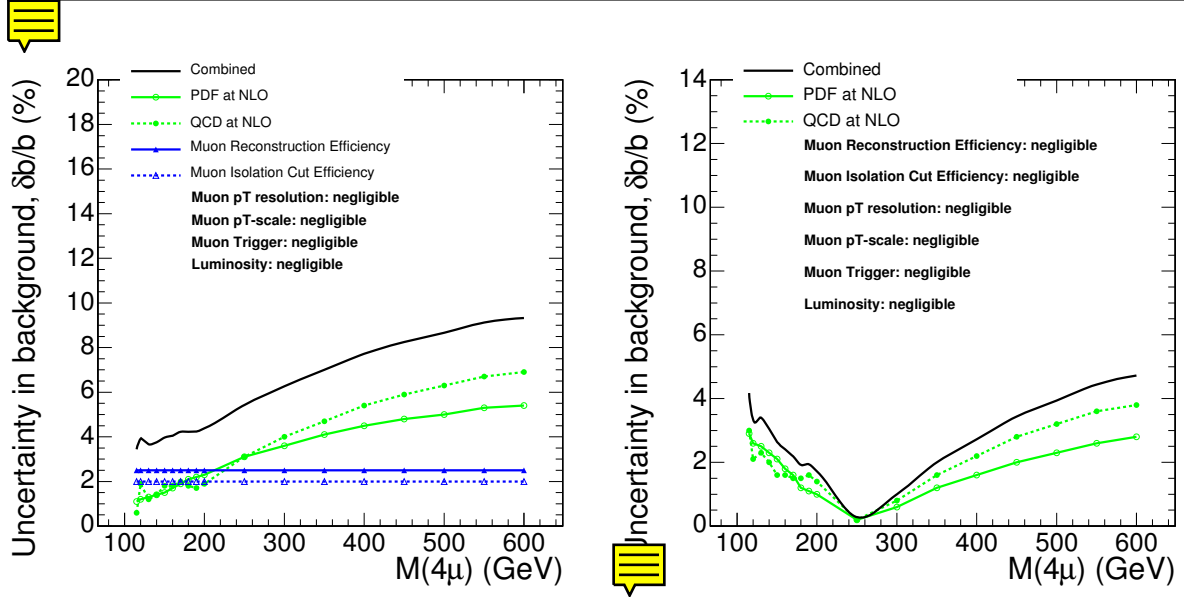 Uncertainty in background, δb/b (%)
20
18
16
14
12
10
8
6
4
2
0
Combined
PDF at NLO
QCD at NLO
Muon Reconstruction Efficiency
Muon Isolation Cut Efficiency
Muon pT resolution: negligible
Muon pT-scale: negligible
Muon Trigger: negligible
Luminosity: negligible
100 200 300 400 500 600
M(4μ) (GeV)
Uncertainty in background, δb/b (%)
14
12
10
8
6
4
2
0
Combined
PDF at NLO
QCD at NLO
Muon Reconstruction Efficiency: negligible
Muon Isolation Cut Efficiency: negligible
Muon pT resolution: negligible
Muon pT-scale: negligible
Muon Trigger: negligible
Luminosity: negligible
100 200 300 400 500 600
M(4μ) (GeV)